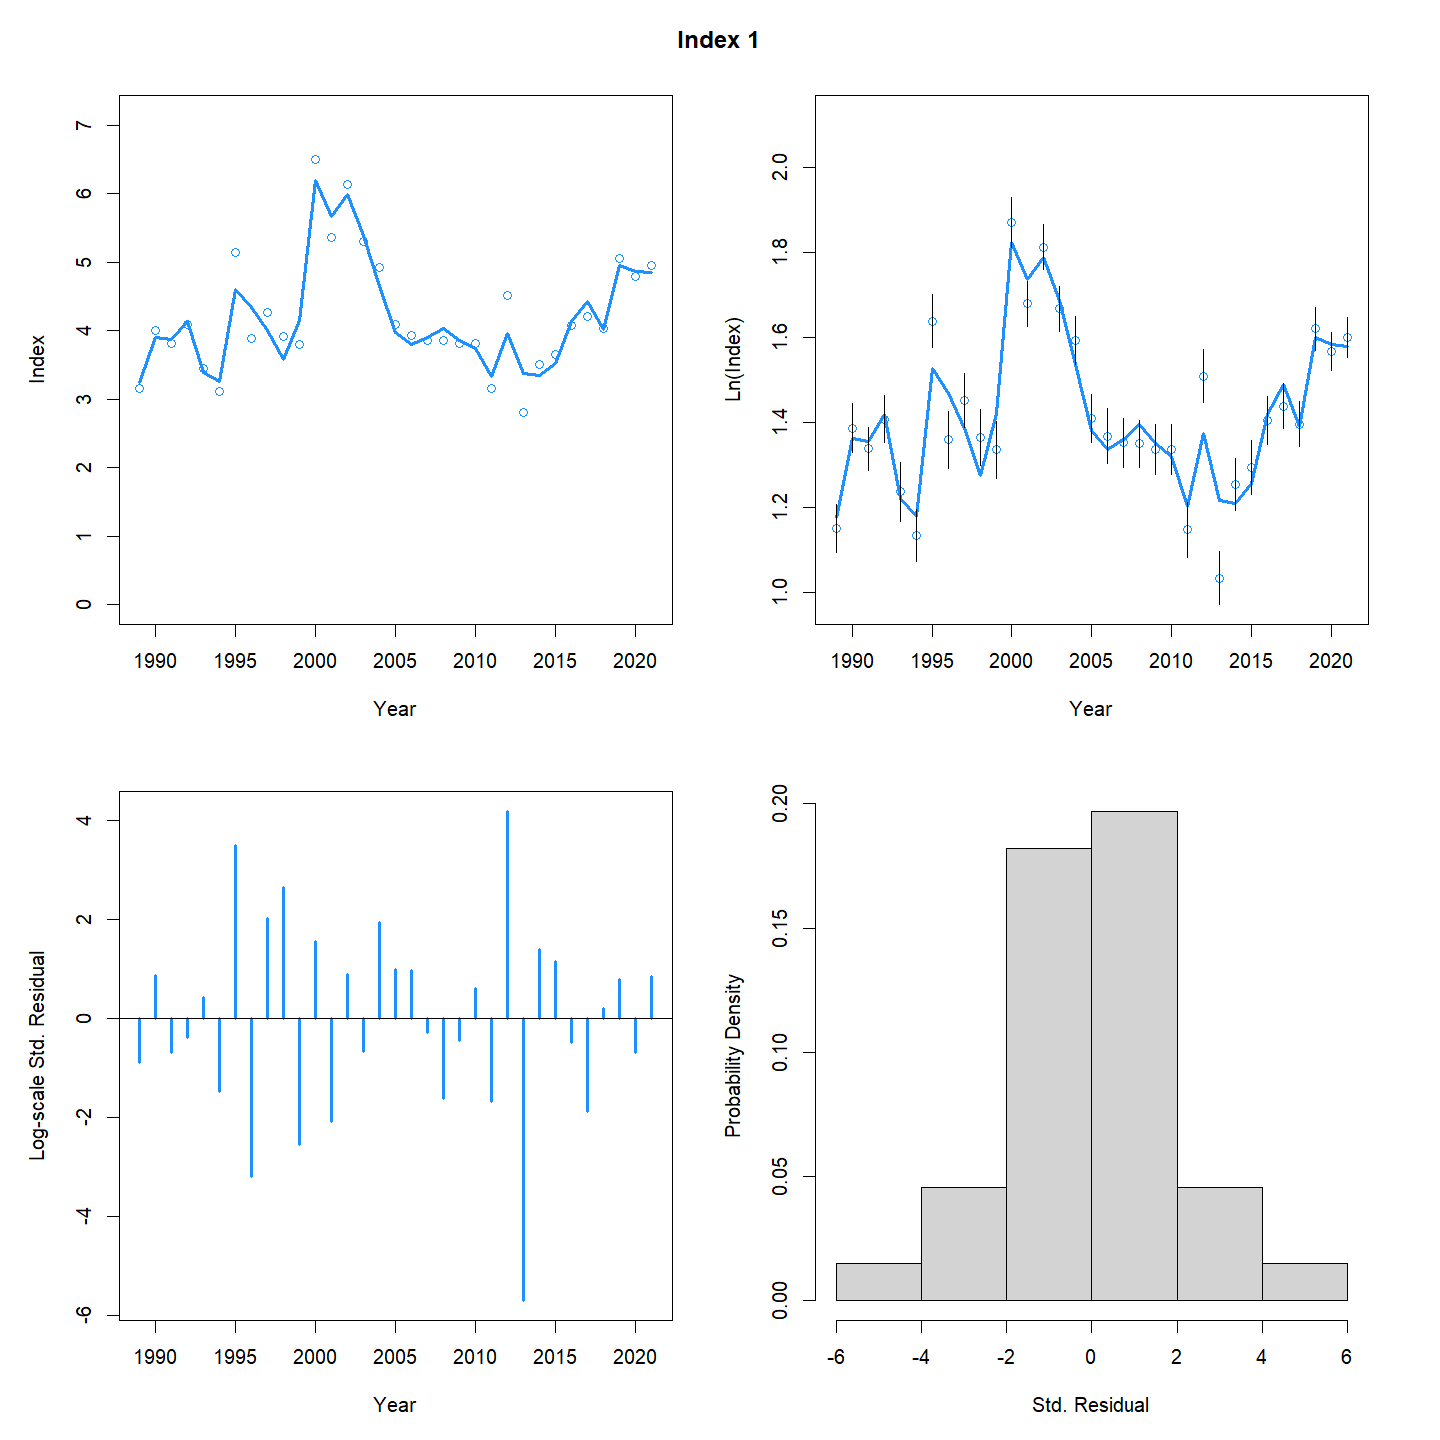 Index 1
Index
0
1
2
3
4
5
6
7
1990 1995 2000 2005 2010 2015 2020
Year
Ln(Index)
1.0
1.2
1.4
1.6
1.8
2.0
1990 1995 2000 2005 2010 2015 2020
Year
Log-scale Std. Residual
-6
-4
-2
0
2
4
1990 1995 2000 2005 2010 2015 2020
Year
Probability Density
0.00
0.05
0.10
0.15
0.20
-6 -4 -2 0 2 4 6
Std. Residual